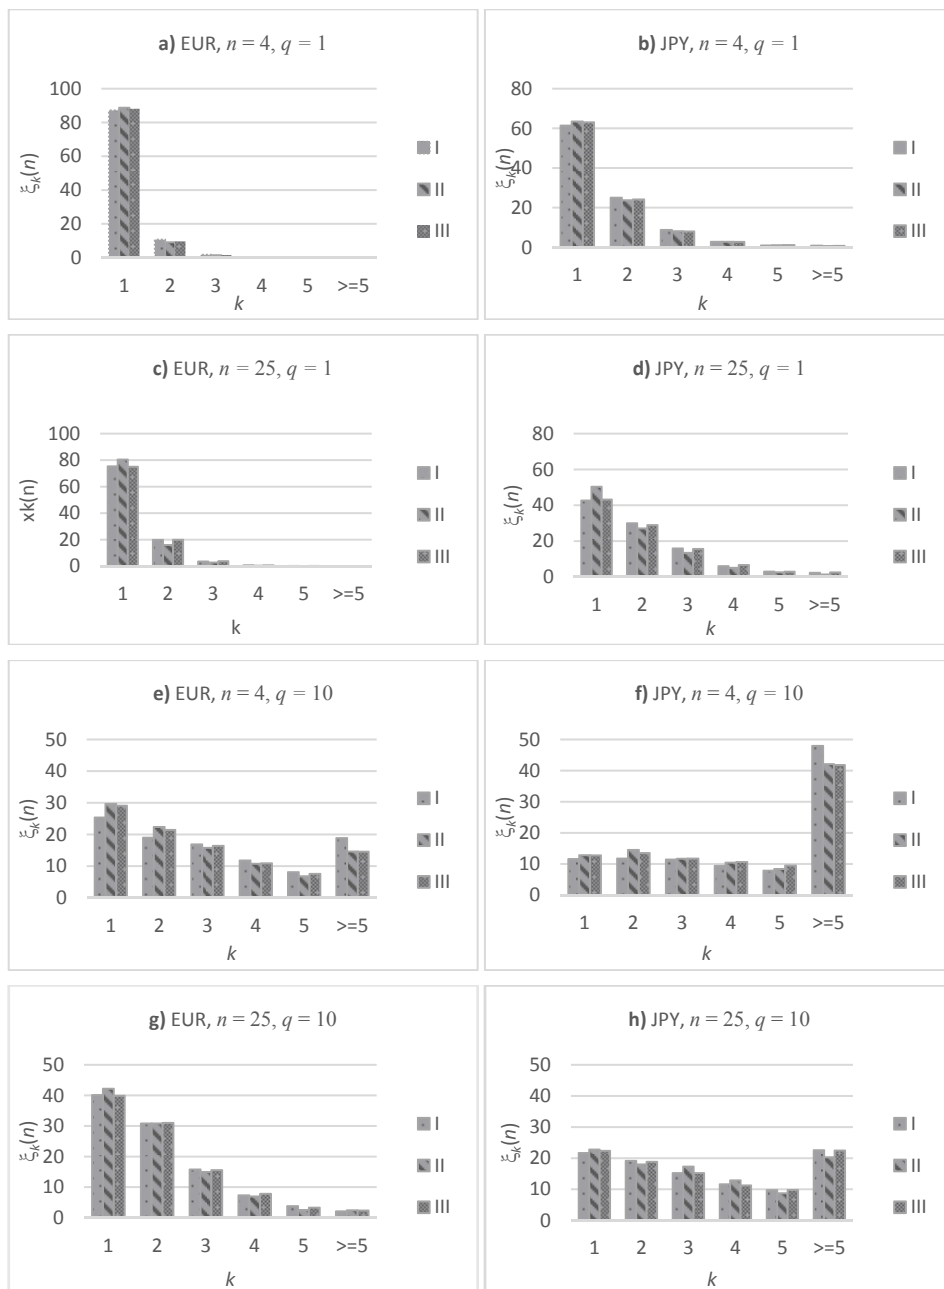 a) EUR, n = 4, q = 1
100
80
60
40
20
0
ξk(n)
1 2 3 4 5 >=5
k
I
II
III
b) JPY, n = 4, q = 1
80
60
40
20
0
ξk(n)
1 2 3 4 5 >=5
k
I
II
III
c) EUR, n = 25, q = 1
100
80
60
40
20
0
xk(n)
1 2 3 4 5 >=5
k
I
II
III
d) JPY, n = 25, q = 1
80
60
40
20
0
ξk(n)
1 2 3 4 5 >=5
k
I
II
III
e) EUR, n = 4, q = 10
50
40
30
20
10
0
ξk(n)
1 2 3 4 5 >=5
k
I
II
III
f) JPY, n = 4, q = 10
50
40
30
20
10
0
ξk(n)
1 2 3 4 5 >=5
k
I
II
III
g) EUR, n = 25, q = 10
50
40
30
20
10
0
ξk(n)
1 2 3 4 5 >=5
k
I
II
III
h) JPY, n = 25, q = 10
50
40
30
20
10
0
ξk(n)
1 2 3 4 5 >=5
k
I
II
III